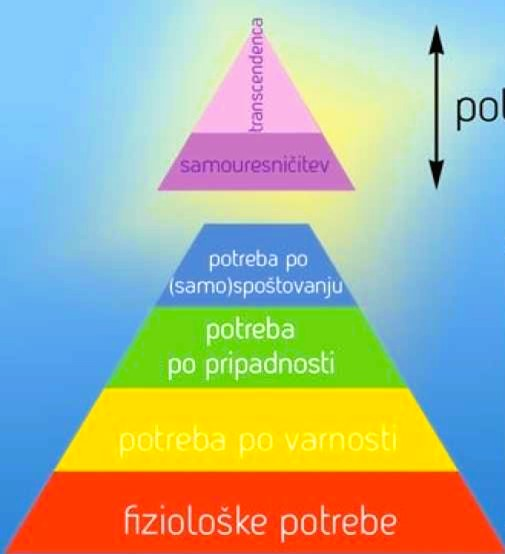 transcendenca
samouresničitev
potreba po
(samo)spoštovanju
potreba
po pripadnosti
potreba po varnosti
fiziološke potrebe